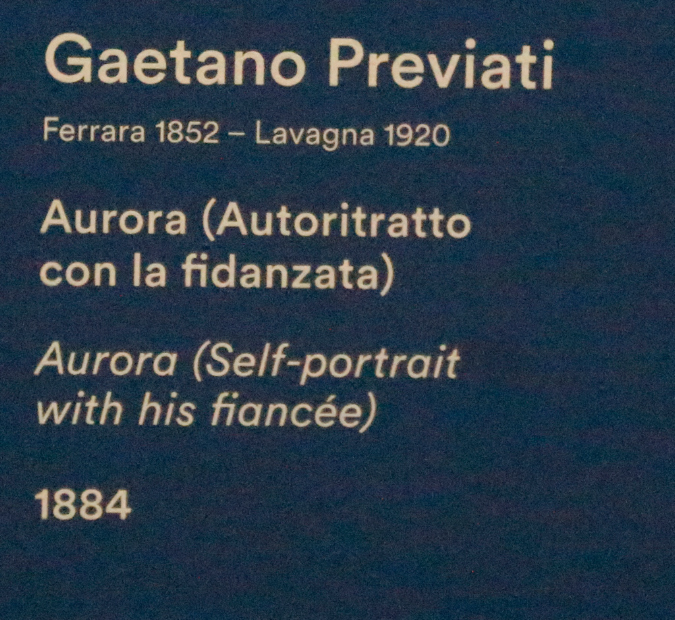 Gaetano Previati
Ferrara 1852 – Lavagna 1920
Aurora (Autoritratto
con la fidanzata)
Aurora (Self-portrait
with his fiancée)
1884